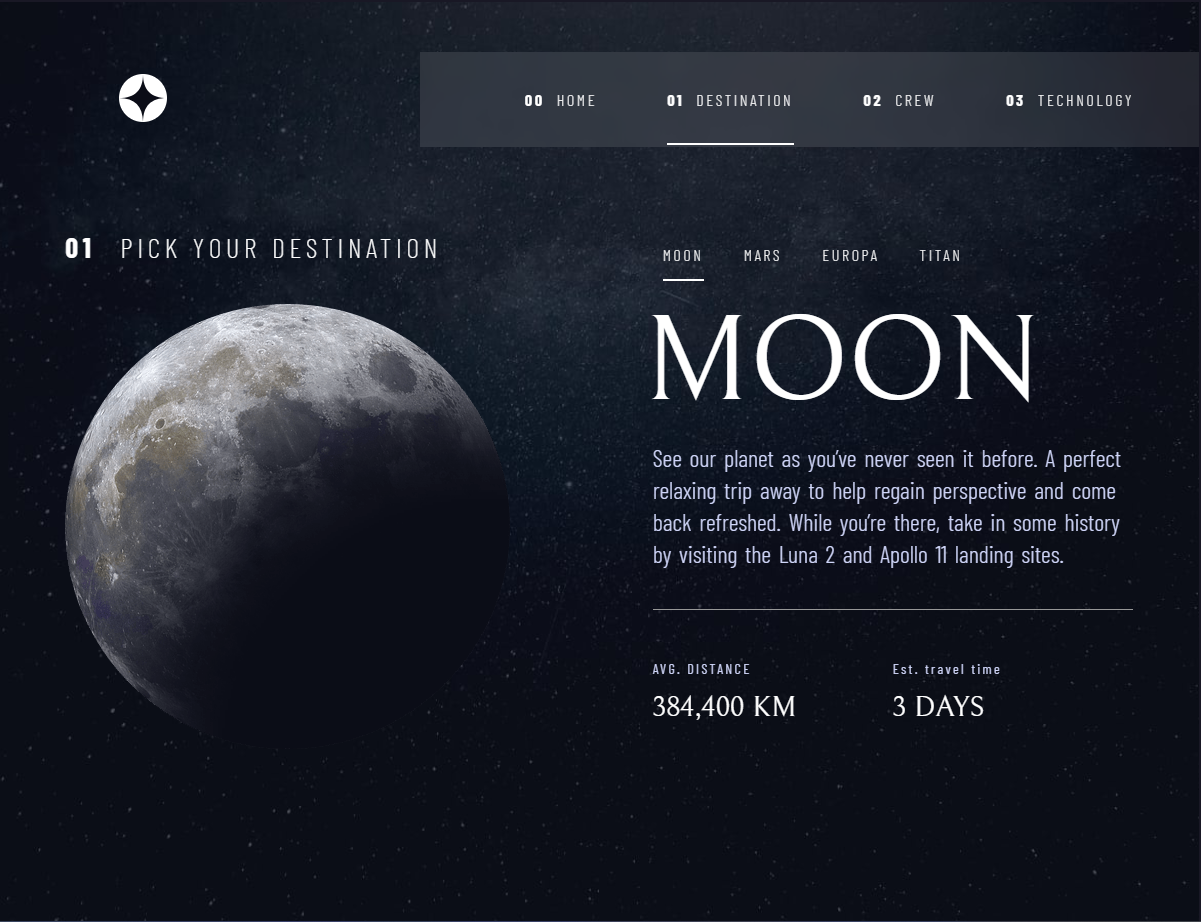 00 HOME 01 DESTINATION 02 CREW 03 TECHNOLOGY
01 PICK YOUR DESTINATION
MOON MARS EUROPA TITAN
MOON
See our planet as you’ve never seen it before. A perfect
relaxing trip away to help regain perspective and come
back refreshed. While you’re there, take in some history
by visiting the Luna 2 and Apollo 11 landing sites.
AVG. DISTANCE
384,400 KM
Est. travel time
3 DAYS